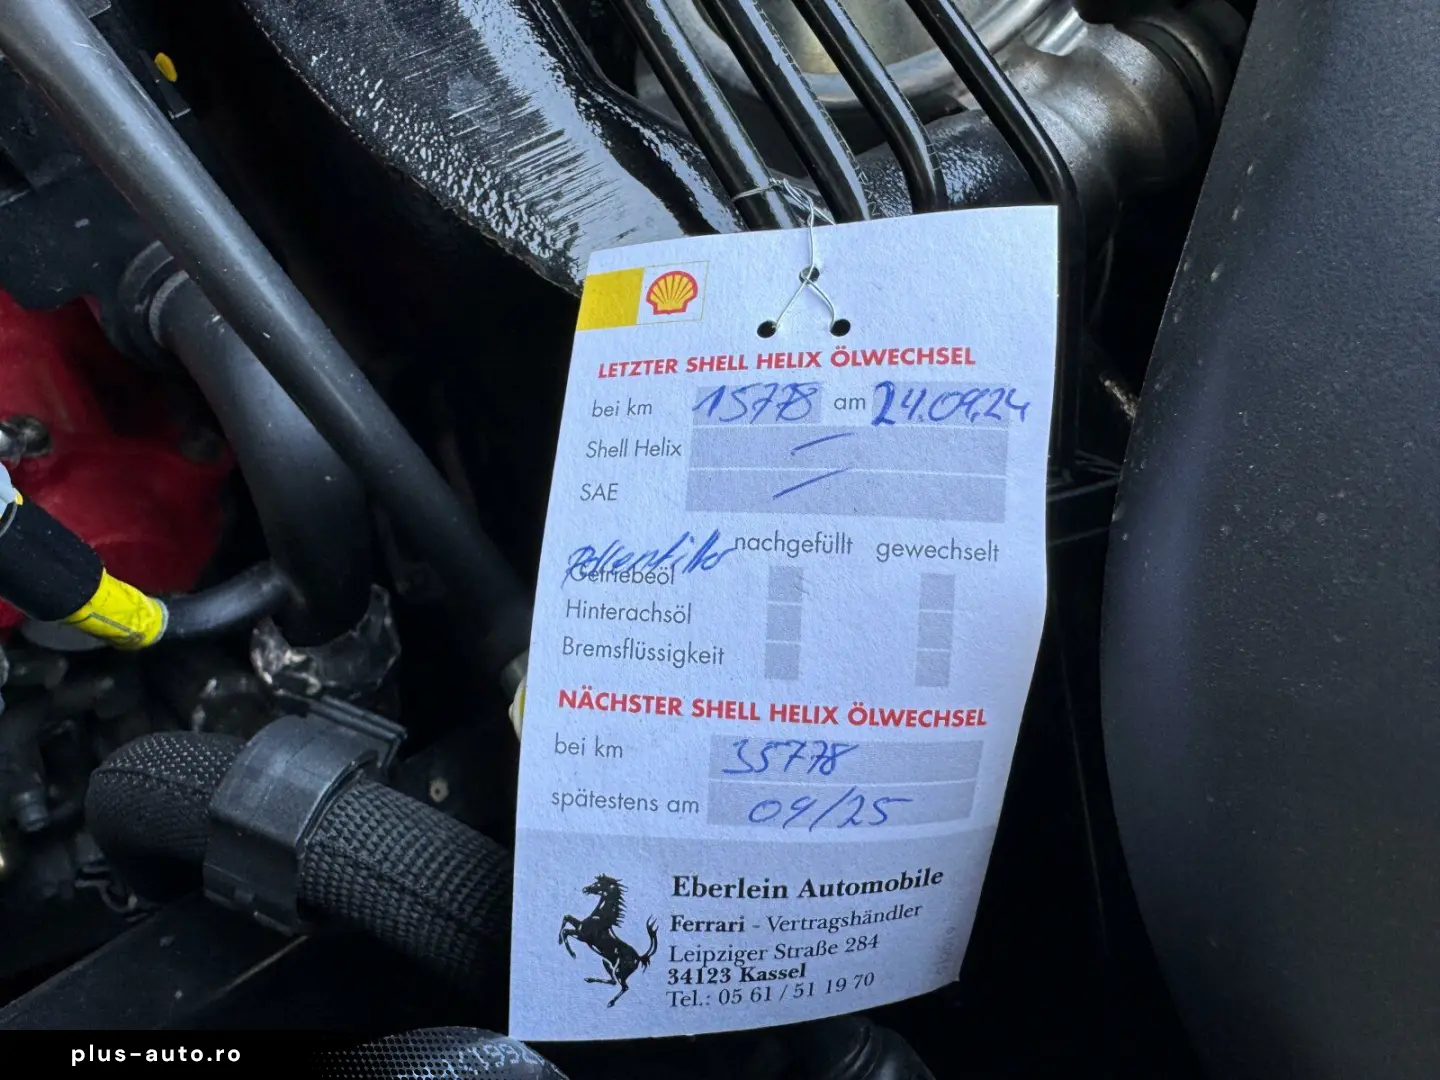 LETZTER SHELL HELIX ÖLWECHSEL
bei km 15778 am 24.09.24
Shell Helix
SAE
Pollenfilter nachgefüllt gewechselt
Getriebeöl
Hinterachsöl
Bremsflüssigkeit
NÄCHSTER SHELL HELIX ÖLWECHSEL
bei km 35778
spätestens am 09/25
Eberlein Automobile
Ferrari - Vertragshändler
Leipziger Straße 284
34123 Kassel
Tel.: 05 61 / 51 19 70
plus-auto.ro